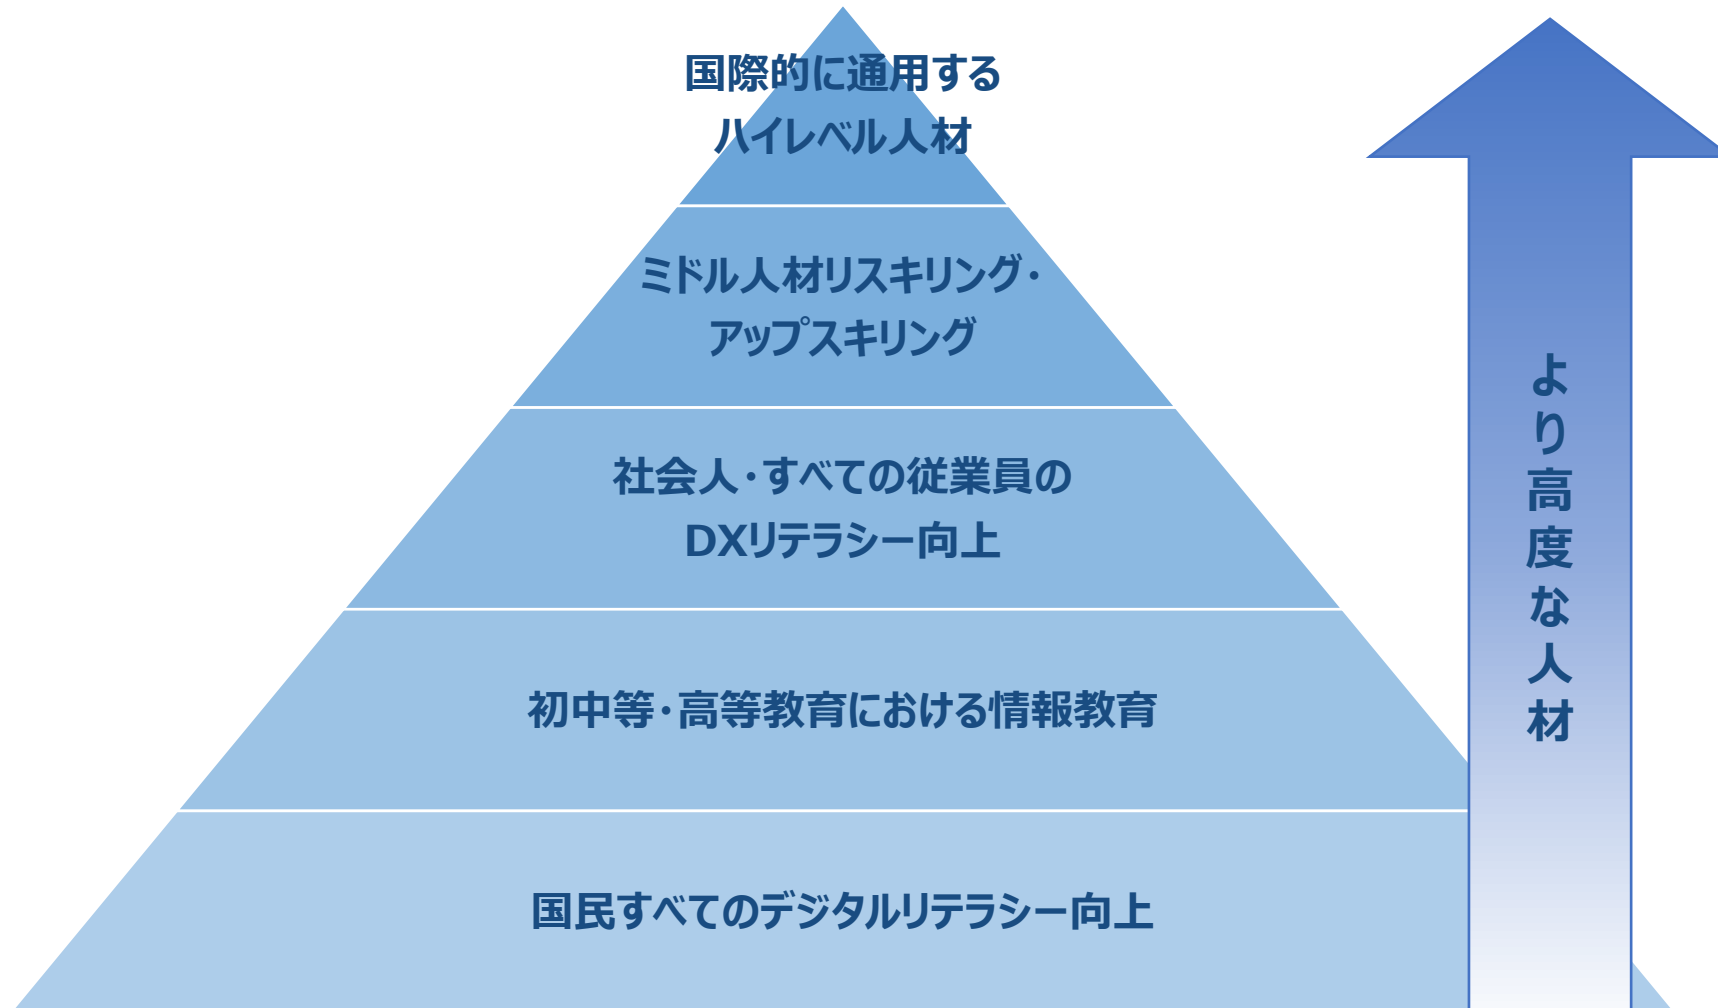 国際的に通用する
ハイレベル人材
ミドル人材リスキリング・
アップスキリング
社会人・すべての従業員の
DXリテラシー向上
初中等・高等教育における情報教育
国民すべてのデジタルリテラシー向上
より高度な人材